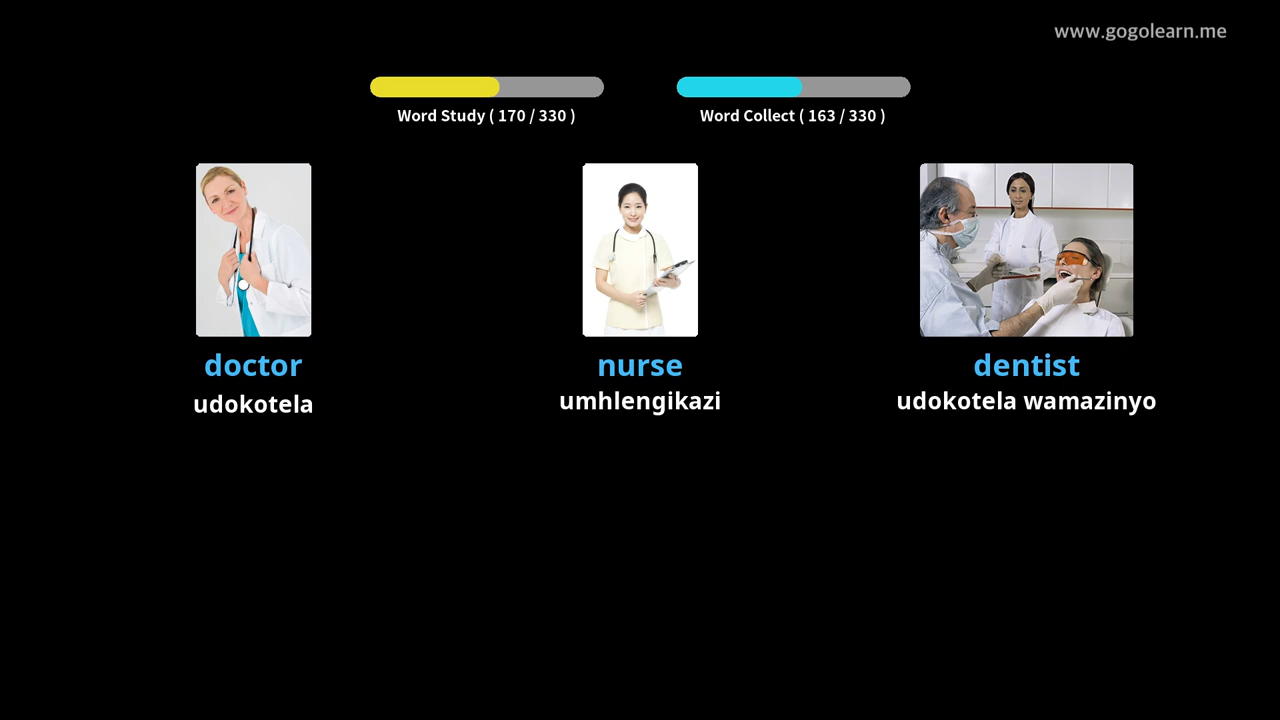 www.gogolearn.me
Word Study ( 170 / 330 )
Word Collect ( 163 / 330 )
doctor
udokotela
nurse
umhlengikazi
dentist
udokotela wamazinyo